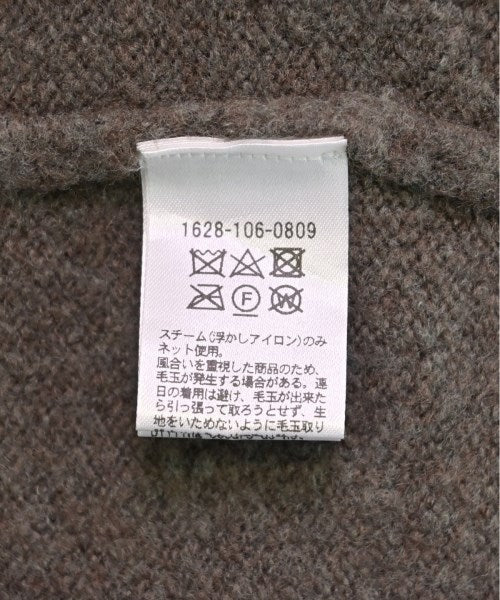 1628-106-0809
F W
スチーム(浮かしアイロン)のみ
ネット使用。
風合いを重視した商品のため、
毛玉が発生する場合がある。連
日の着用は避け、毛玉が出来た
ら引っ張って取ろうとせず、生
地をいためないように毛玉取り